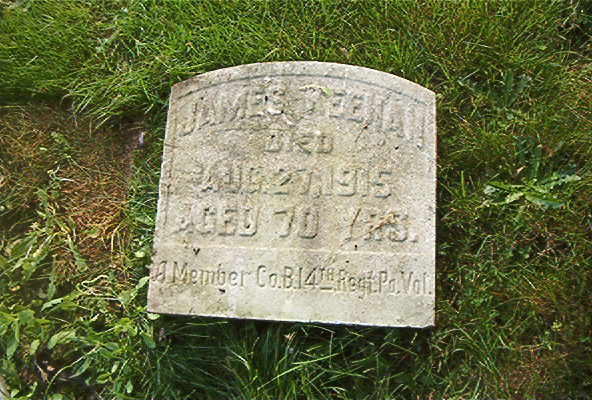 JAMES
DIED
AUG. 27, 1915
AGED 70 YRS.
A Member Co. B. 14TH Regt. Pa. Vol.